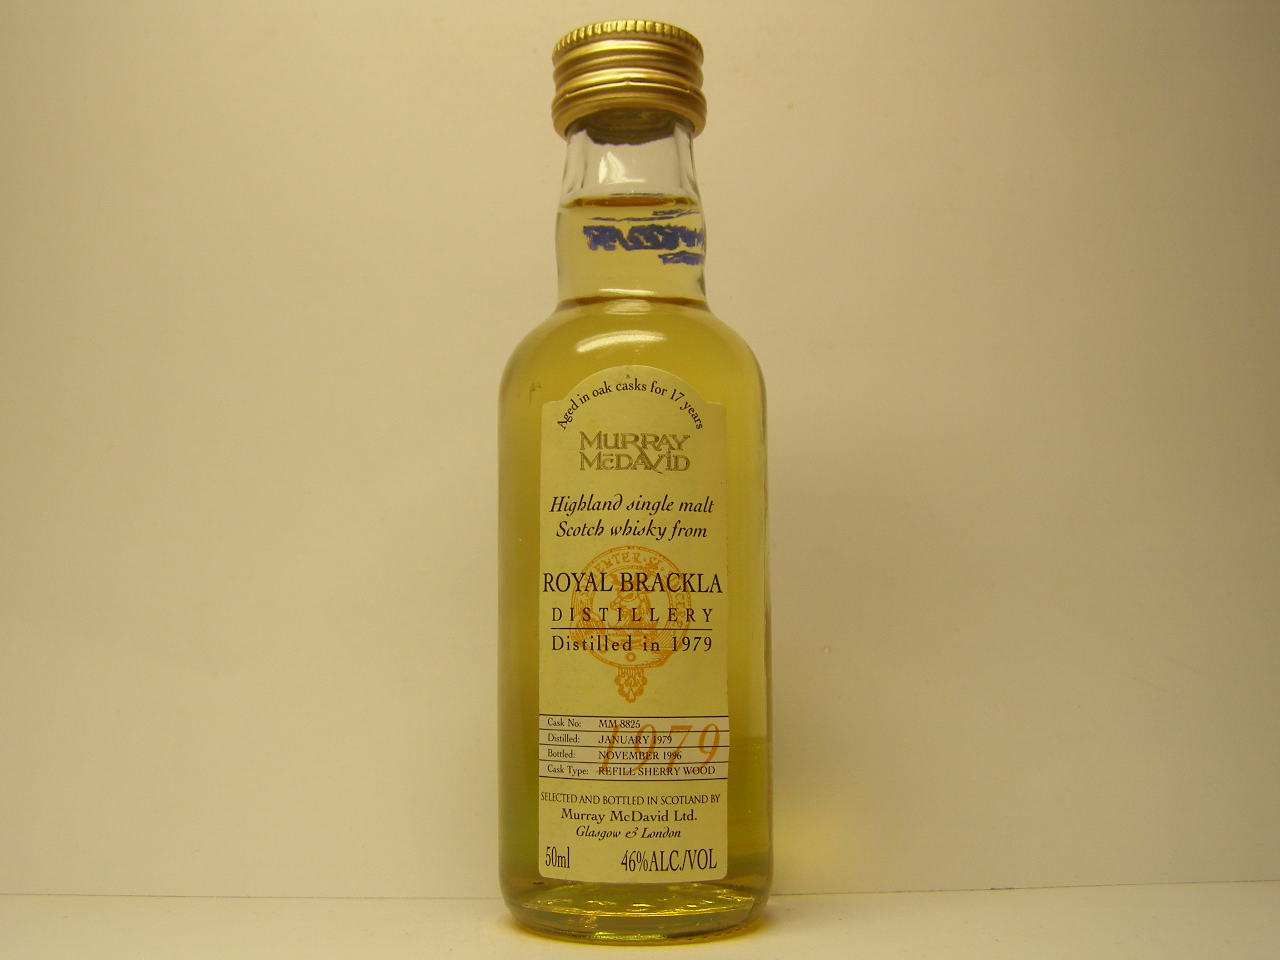 Aged in oak casks for 17 years
MURRAY
McDAVID
Highland single malt
Scotch whisky from
ROYAL BRACKLA
DISTILLERY
Distilled in 1979
Cask No: MM 8825
Distilled: JANUARY 1979
Bottled: NOVEMBER 1996
Cask Type: REFILL SHERRY WOOD
1979
SELECTED AND BOTTLED IN SCOTLAND BY
Murray McDavid Ltd.
Glasgow & London
50ml 46%ALC./VOL